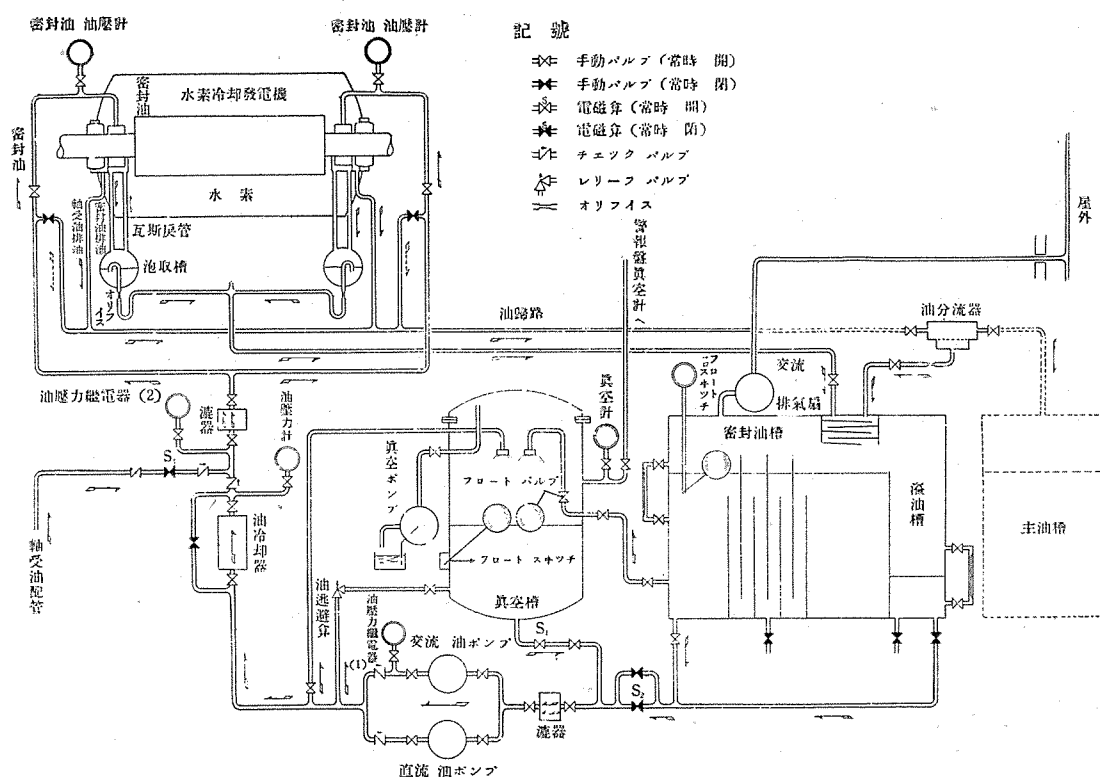 密封油 油壓計
密封油 油壓計
記 號
手動バルブ (常時 開)
手動バルブ (常時 閉)
電磁弁 (常時 開)
電磁弁 (常時 閉)
チェック バルブ
レリーフ バルブ
オリフイス
密封油
水素冷却發電機
密封油
水 素
軸受油排油
密封油排油
瓦斯戻管
泡取槽
オリフイス
警報盤眞空計へ
屋外
油歸路
油分流器
交流
排氣扇
フロートスヰツチ
油壓力繼電器 (2)
濾器
油壓力計
S
眞空ポンプ
眞空計
密封油槽
フロート バルブ
溢油槽
主油槽
油冷却器
軸受油配管
フロート スヰツチ
眞空槽
油逃避弁
油壓力繼電器
(1)
交流 油ポンプ
S₁
S₂
濾器
直流 油ポンプ